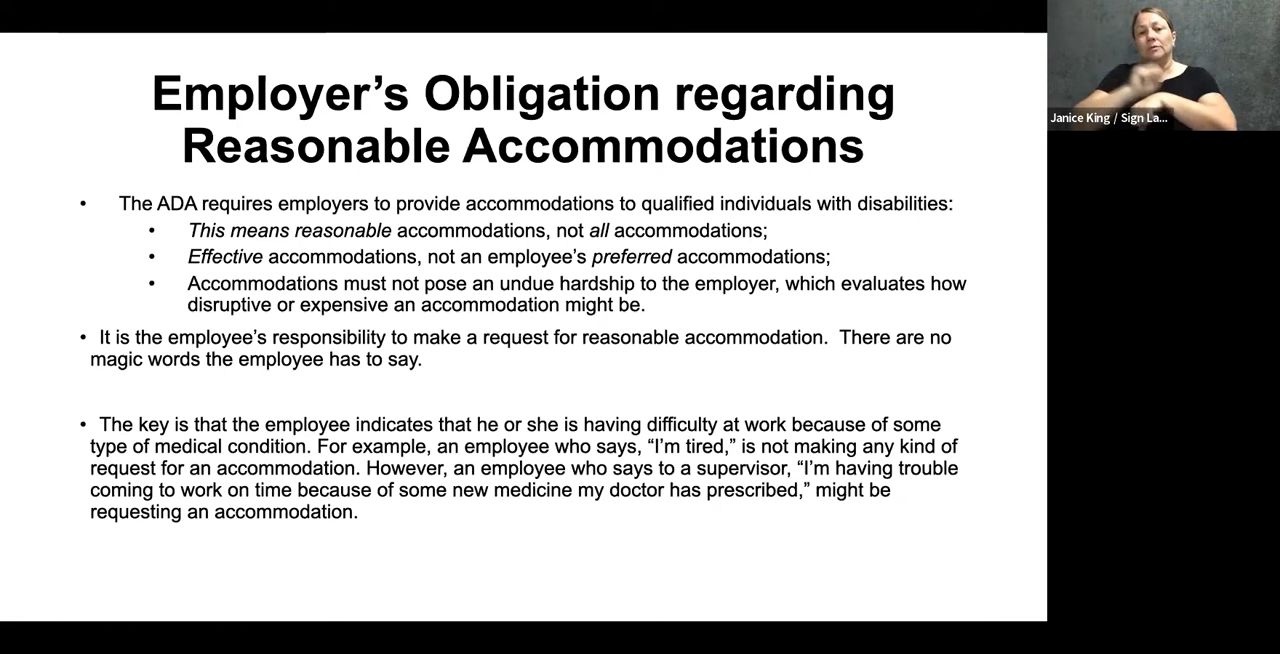 Employer’s Obligation regarding
Reasonable Accommodations
• The ADA requires employers to provide accommodations to qualified individuals with disabilities:
• This means reasonable accommodations, not all accommodations;
• Effective accommodations, not an employee’s preferred accommodations;
• Accommodations must not pose an undue hardship to the employer, which evaluates how
disruptive or expensive an accommodation might be.
• It is the employee’s responsibility to make a request for reasonable accommodation. There are no
magic words the employee has to say.
• The key is that the employee indicates that he or she is having difficulty at work because of some
type of medical condition. For example, an employee who says, “I’m tired,” is not making any kind of
request for an accommodation. However, an employee who says to a supervisor, “I’m having trouble
coming to work on time because of some new medicine my doctor has prescribed,” might be
requesting an accommodation.
Janice King / Sign La...